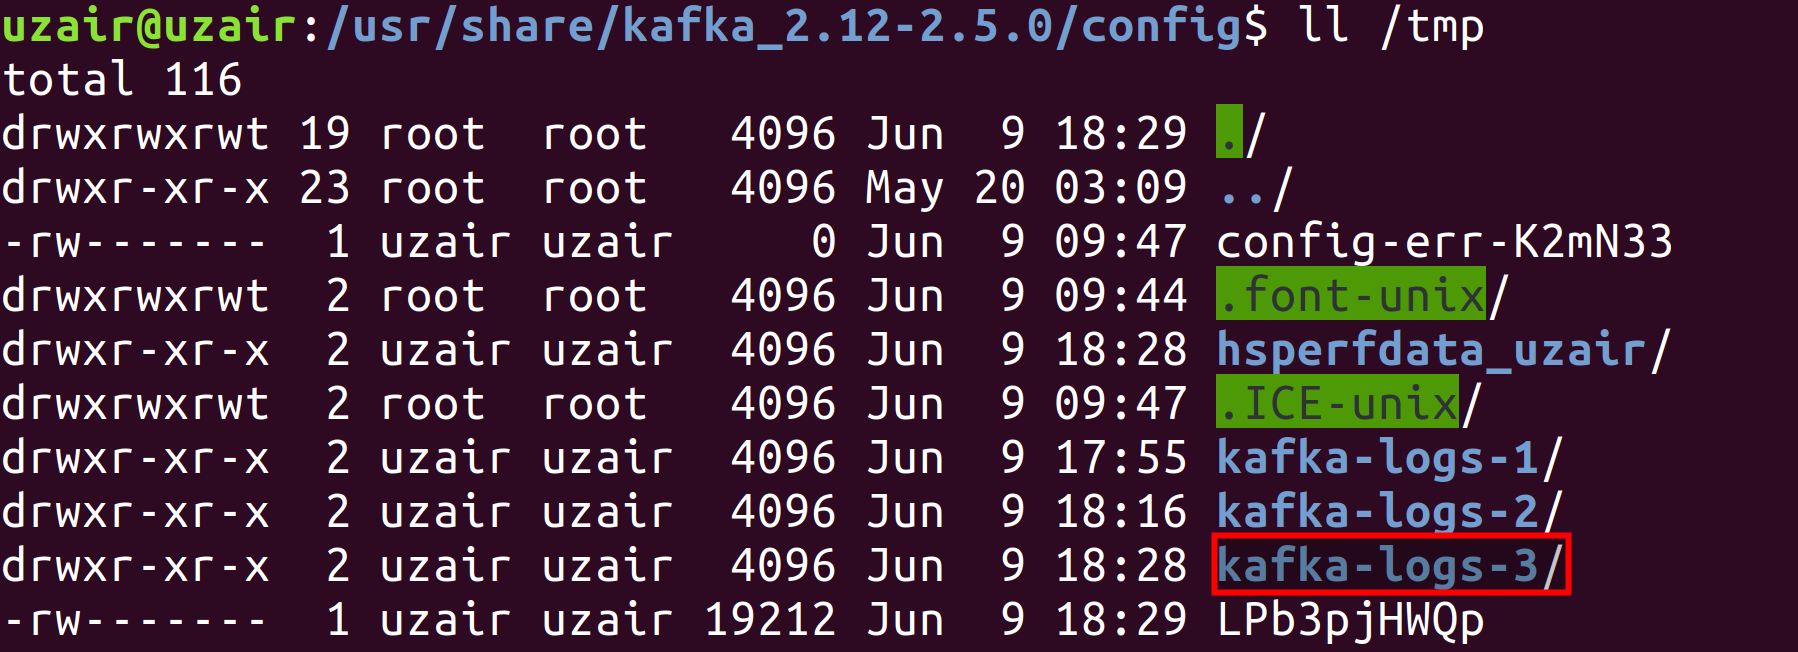 uzair@uzair:/usr/share/kafka_2.12-2.5.0/config$ ll /tmp
total 116
drwxrwxrwt 19 root  root   4096 Jun  9 18:29 ./
drwxr-xr-x 23 root  root   4096 May 20 03:09 ../
-rw-------  1 uzair uzair     0 Jun  9 09:47 config-err-K2mN33
drwxrwxrwt  2 root  root   4096 Jun  9 09:44 .font-unix/
drwxr-xr-x  2 uzair uzair  4096 Jun  9 18:28 hsperfdata_uzair/
drwxrwxrwt  2 root  root   4096 Jun  9 09:47 .ICE-unix/
drwxr-xr-x  2 uzair uzair  4096 Jun  9 17:55 kafka-logs-1/
drwxr-xr-x  2 uzair uzair  4096 Jun  9 18:16 kafka-logs-2/
drwxr-xr-x  2 uzair uzair  4096 Jun  9 18:28 kafka-logs-3/
-rw-------  1 uzair uzair 19212 Jun  9 18:29 LPb3pjHWQp